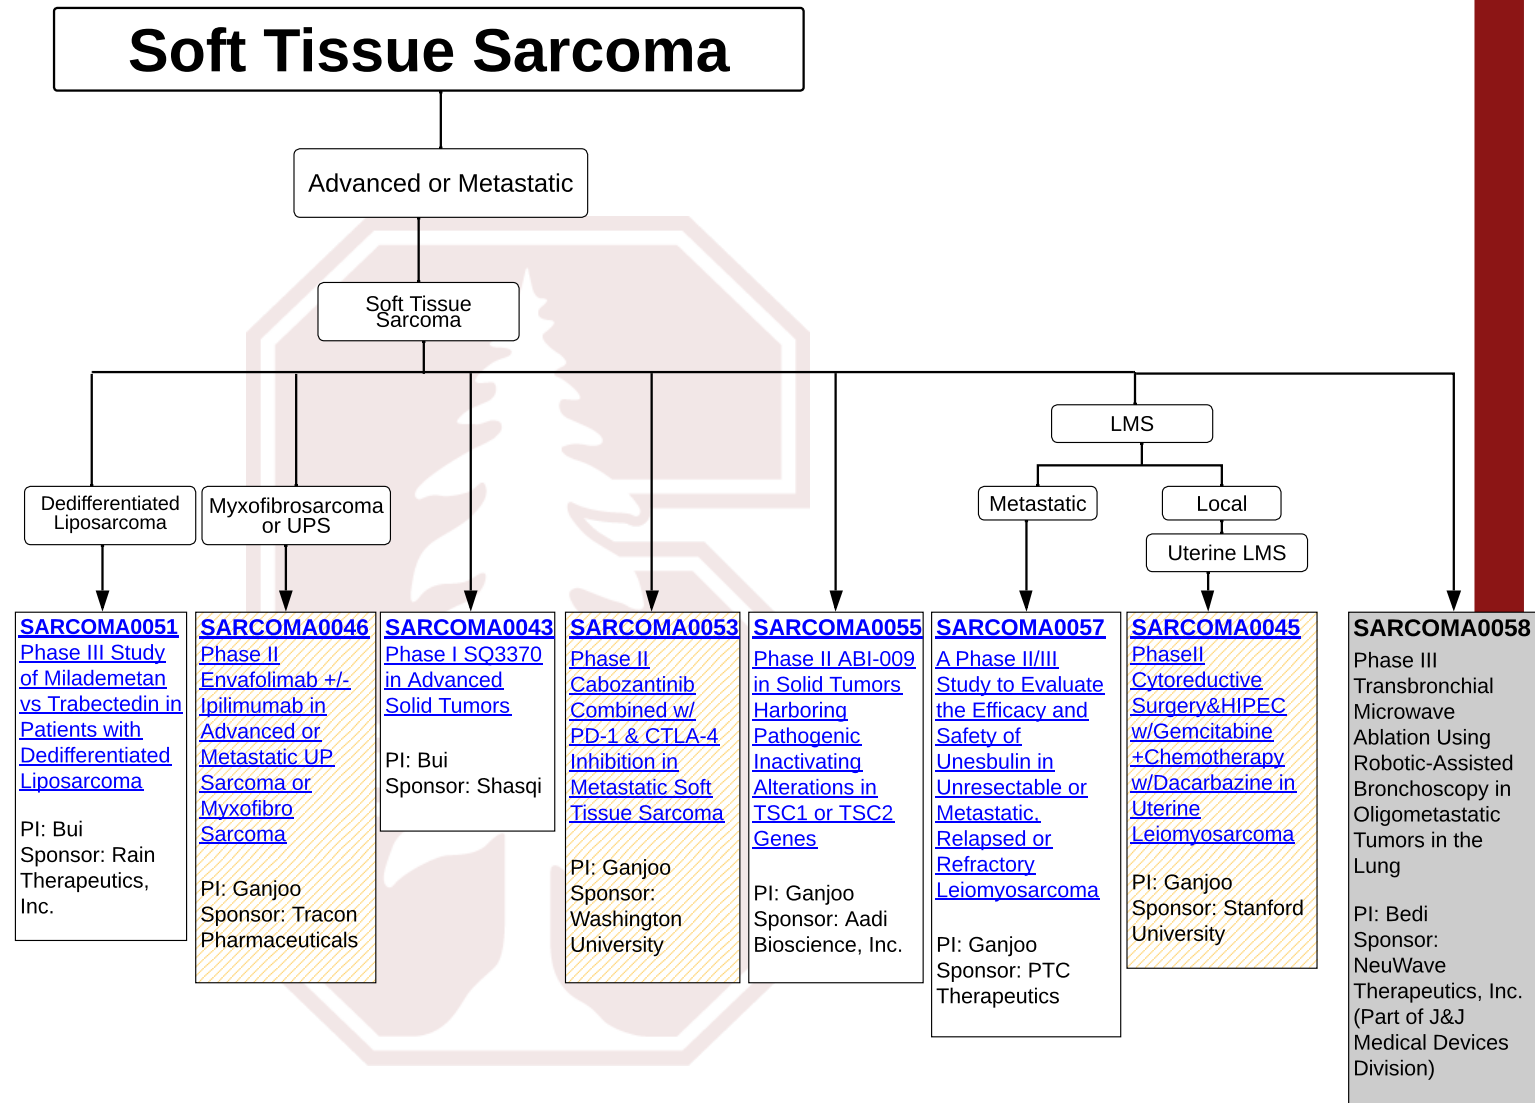 Soft Tissue Sarcoma
Advanced or Metastatic
Soft Tissue
Sarcoma
LMS
Dedifferentiated
Liposarcoma
Myxofibrosarcoma
or UPS
Metastatic
Local
Uterine LMS
SARCOMA0051
Phase III Study
of Milademetan
vs Trabectedin in
Patients with
Dedifferentiated
Liposarcoma
PI: Bui
Sponsor: Rain
Therapeutics,
Inc.
SARCOMA0046
Phase II
Envafolimab +/-
Ipilimumab in
Advanced or
Metastatic UP
Sarcoma or
Myxofibro
Sarcoma
PI: Ganjoo
Sponsor: Tracon
Pharmaceuticals
SARCOMA0043
Phase I SQ3370
in Advanced
Solid Tumors
PI: Bui
Sponsor: Shasqi
SARCOMA0053
Phase II
Cabozantinib
Combined w/
PD-1 & CTLA-4
Inhibition in
Metastatic Soft
Tissue Sarcoma
PI: Ganjoo
Sponsor:
Washington
University
SARCOMA0055
Phase II ABI-009
in Solid Tumors
Harboring
Pathogenic
Inactivating
Alterations in
TSC1 or TSC2
Genes
PI: Ganjoo
Sponsor: Aadi
Bioscience, Inc.
SARCOMA0057
A Phase II/III
Study to Evaluate
the Efficacy and
Safety of
Unesbulin in
Unresectable or
Metastatic,
Relapsed or
Refractory
Leiomyosarcoma
PI: Ganjoo
Sponsor: PTC
Therapeutics
SARCOMA0045
PhaseII
Cytoreductive
Surgery&HIPEC
w/Gemcitabine
+Chemotherapy
w/Dacarbazine in
Uterine
Leiomyosarcoma
PI: Ganjoo
Sponsor: Stanford
University
SARCOMA0058
Phase III
Transbronchial
Microwave
Ablation Using
Robotic-Assisted
Bronchoscopy in
Oligometastatic
Tumors in the
Lung
PI: Bedi
Sponsor:
NeuWave
Therapeutics, Inc.
(Part of J&J
Medical Devices
Division)